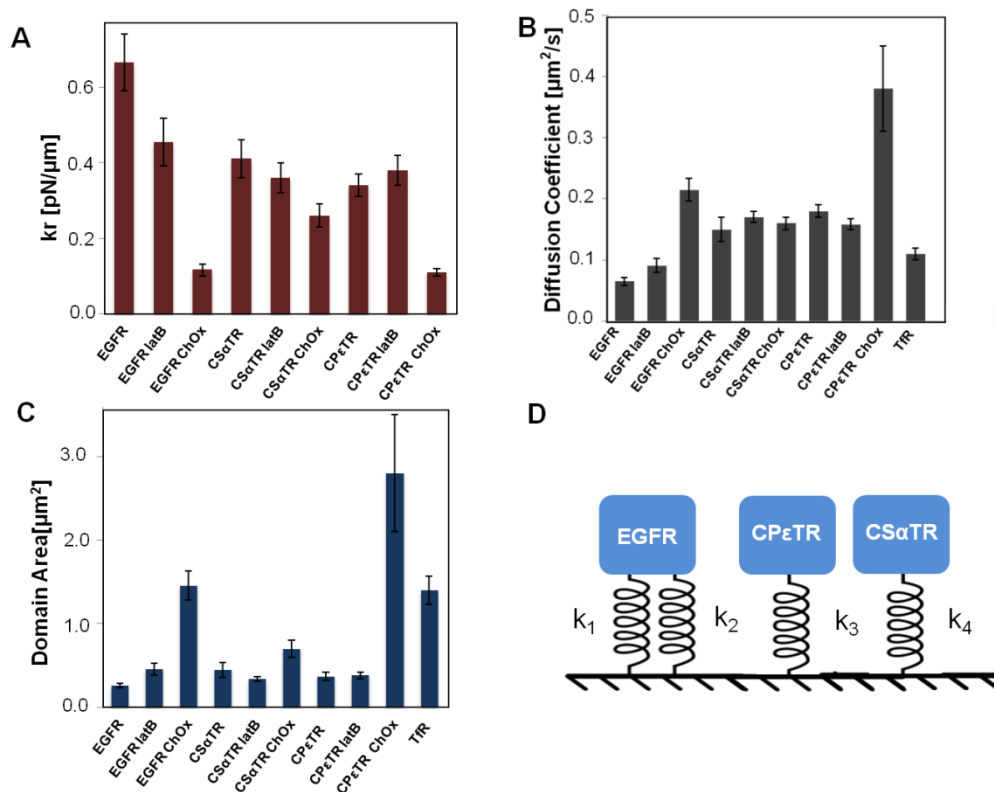 A
kr [pN/µm]
0.6
0.4
0.2
0.0
EGFR
EGFR latB
EGFR ChOx
CSαTR
CSαTR latB
CSαTR ChOx
CPεTR
CPεTR latB
CPεTR ChOx
B
Diffusion Coefficient [µm²/s]
0.5
0.4
0.3
0.2
0.1
0.0
EGFR
EGFR latB
EGFR ChOx
CSαTR
CSαTR latB
CSαTR ChOx
CPεTR
CPεTR latB
CPεTR ChOx
TfR
C
Domain Area[µm²]
3.0
2.0
1.0
0.0
EGFR
EGFR latB
EGFR ChOx
CSαTR
CSαTR latB
CSαTR ChOx
CPεTR
CPεTR latB
CPεTR ChOx
TfR
D
EGFR
CPεTR
CSαTR
k₁
k₂
k₃
k₄